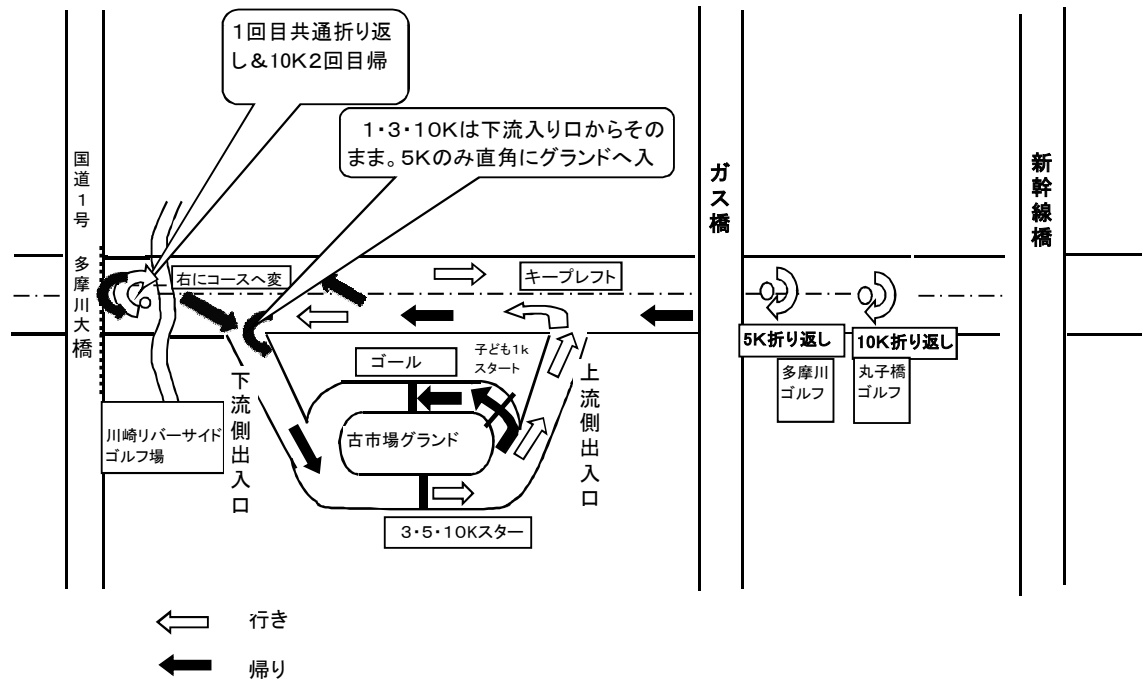 1回目共通折り返
し&10K2回目帰
1・3・10Kは下流入り口からその
まま。5Kのみ直角にグランドへ入
国道1号
多摩川大橋
ガス橋
新幹線橋
右にコースへ変
キープレフト
5K折り返し
10K折り返し
多摩川
ゴルフ
丸子橋
ゴルフ
ゴール
子ども1k
スタート
上流側出入口
下流側出入口
川崎リバーサイド
ゴルフ場
古市場グランド
3・5・10Kスター
行き
帰り